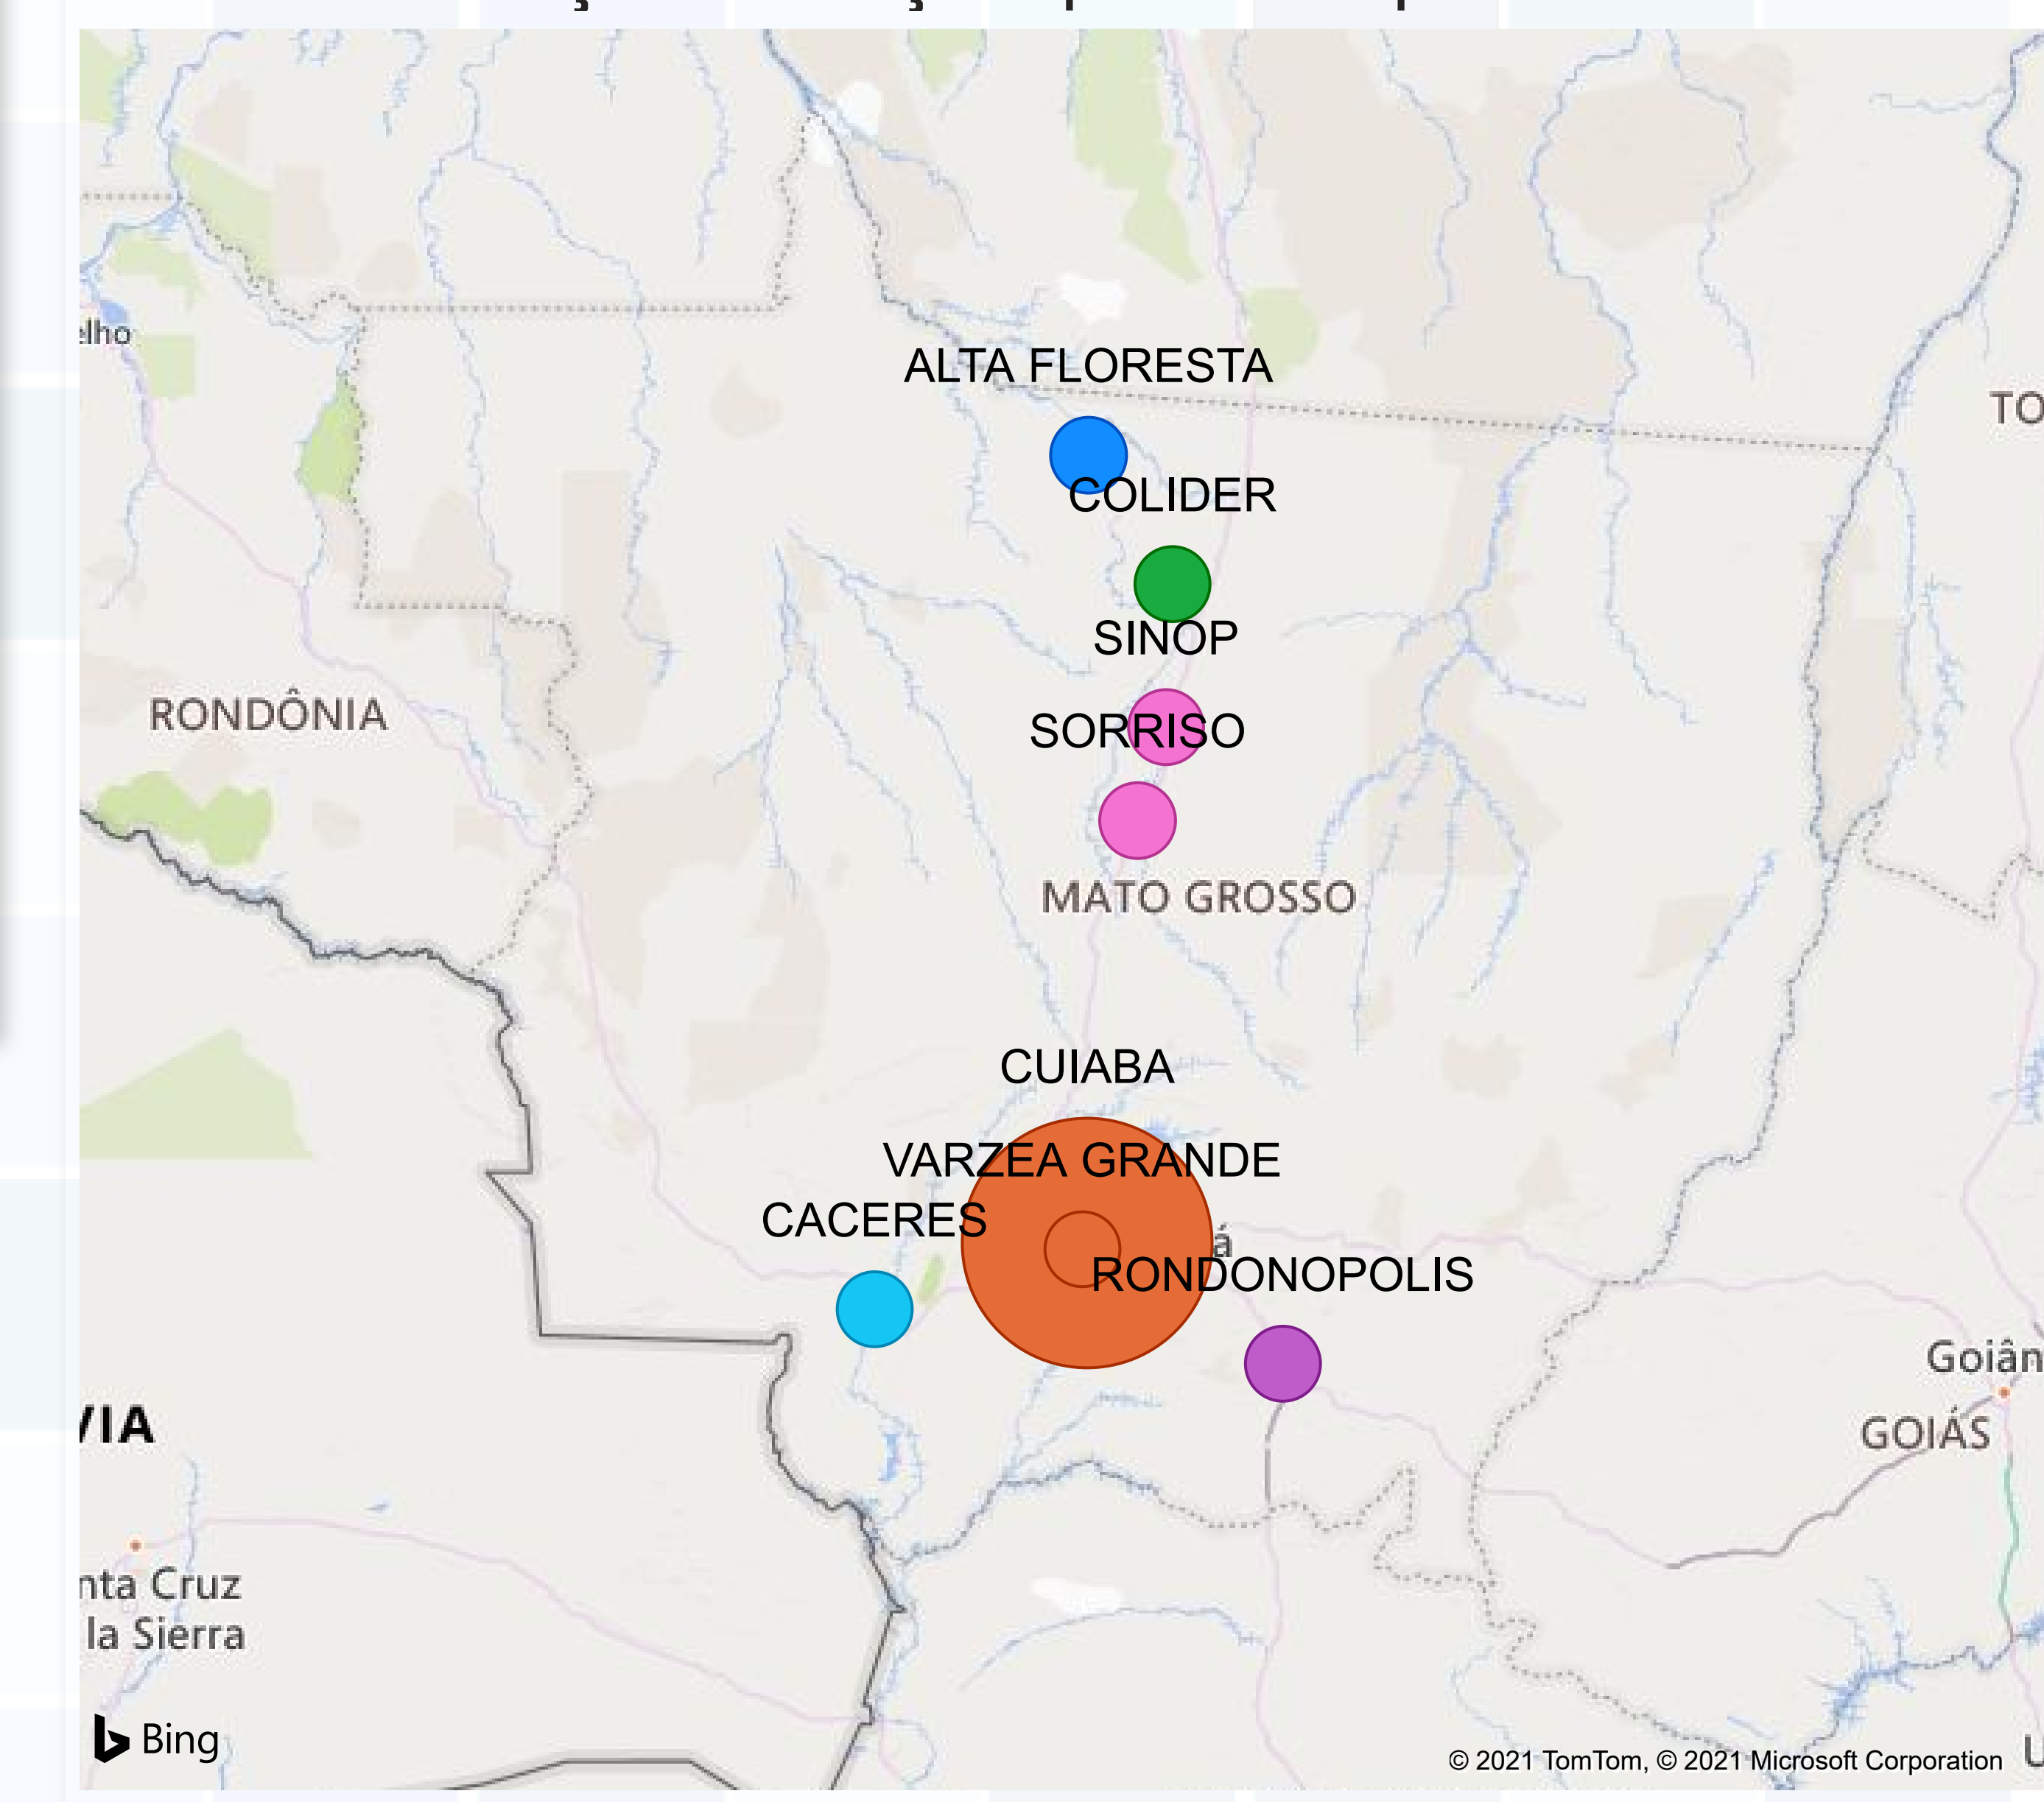 elho
ALTA FLORESTA
TO
COLIDER
SINOP
RONDÔNIA
SORRISO
MATO GROSSO
CUIABA
VARZEA GRANDE
CACERES
á
RONDONOPOLIS
Goiân
VIA
GOIÁS
nta Cruz
la Sierra
Bing
© 2021 TomTom, © 2021 Microsoft Corporation
U